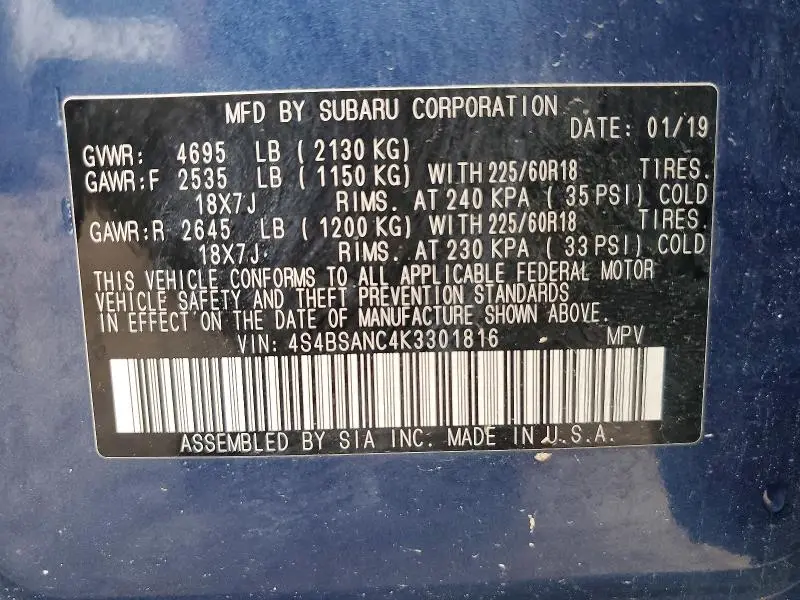 MFD BY SUBARU CORPORATION
DATE: 01/19
GVWR: 4695 LB ( 2130 KG)
GAWR:F 2535 LB ( 1150 KG) WITH 225/60R18 TIRES.
18X7J RIMS. AT 240 KPA ( 35 PSI) COLD
GAWR:R 2645 LB ( 1200 KG) WITH 225/60R18 TIRES.
18X7J RIMS. AT 230 KPA ( 33 PSI) COLD
THIS VEHICLE CONFORMS TO ALL APPLICABLE FEDERAL MOTOR
VEHICLE SAFETY AND THEFT PREVENTION STANDARDS
IN EFFECT ON THE DATE OF MANUFACTURE SHOWN ABOVE.
VIN: 4S4BSANC4K3301816 MPV
ASSEMBLED BY SIA INC. MADE IN U.S.A.